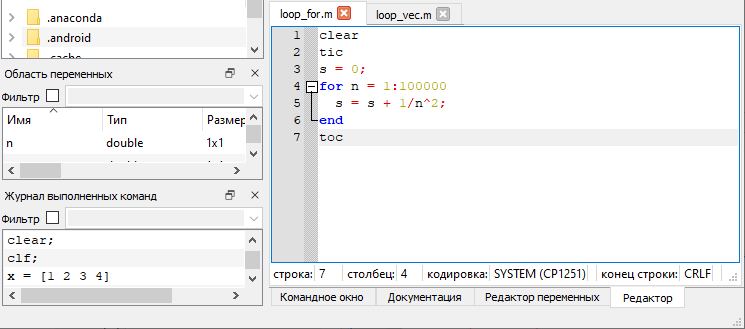 .anaconda
.android
.cache
Область переменных
Фильтр
Имя Тип Размер
n double 1x1
Журнал выполненных команд
Фильтр
clear;
clf;
x = [1 2 3 4]
loop_for.m loop_vec.m
1 clear
2 tic
3 s = 0;
4 for n = 1:100000
5 s = s + 1/n^2;
6 end
7 toc
строка: 7 столбец: 4 кодировка: SYSTEM (CP1251) конец строки: CRLF
Командное окно Документация Редактор переменных Редактор